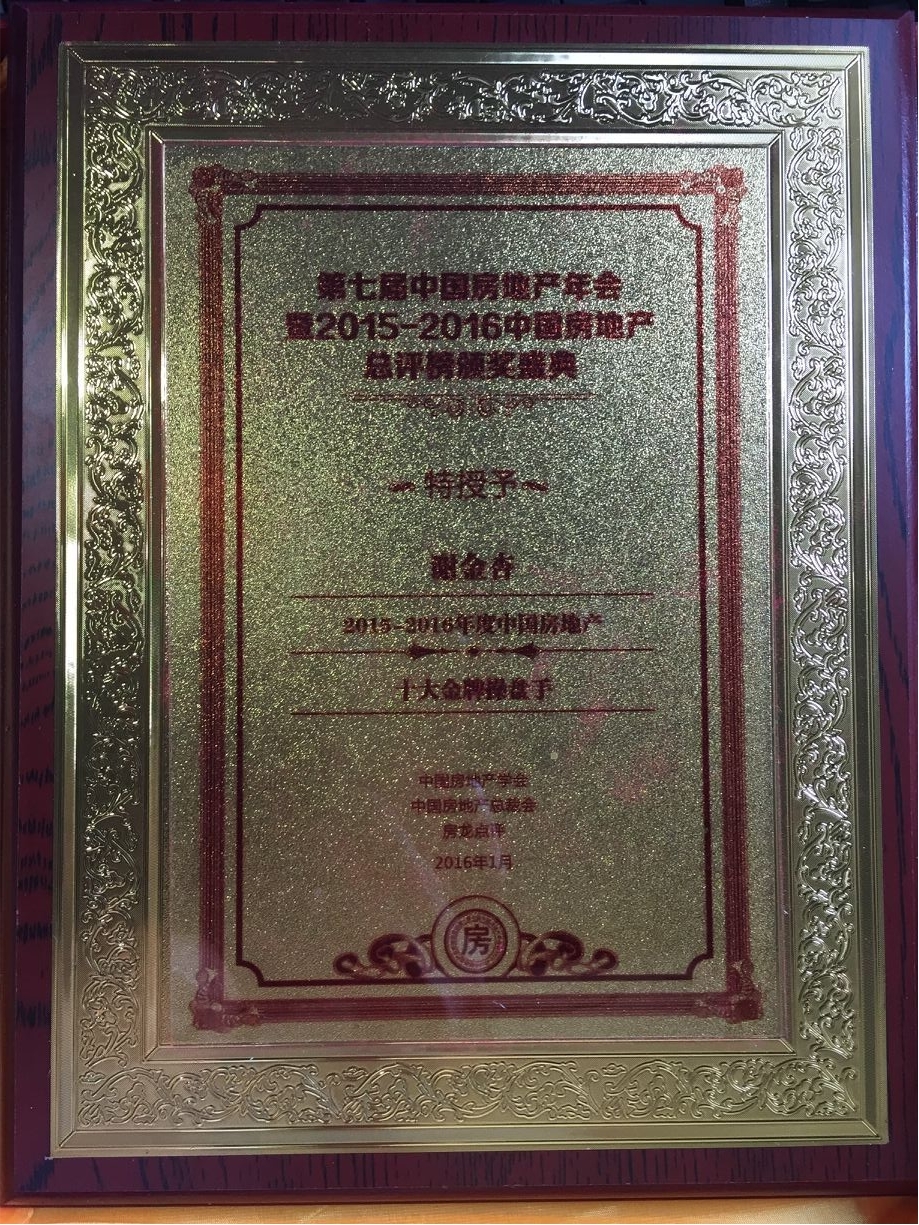 第七届中国房地产年会
暨2015-2016中国房地产
总评榜颁奖盛典
特授予
谢金杏
2015-2016年度中国房地产
十大金牌操盘手
中国房地产学会
中国房地产总裁会
房龙点评
2016年1月
房